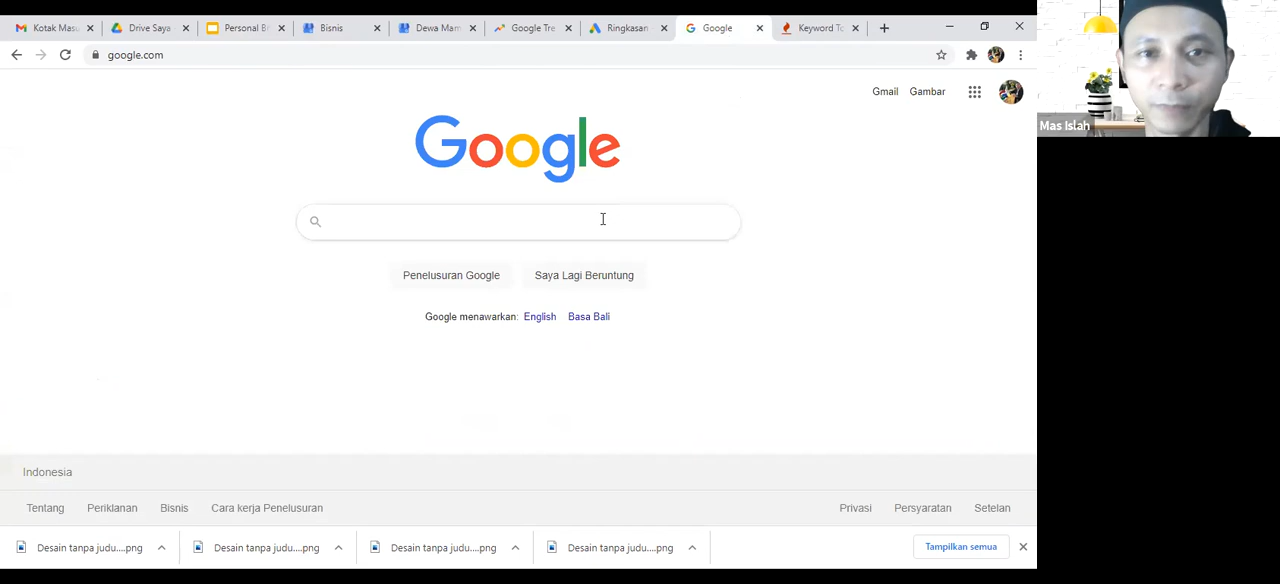 Kotak Masu Drive Saya Personal B Bisnis Dewa Mam Google Tre Ringkasan Google Keyword To
google.com
Gmail Gambar
Google
Penelusuran Google Saya Lagi Beruntung
Google menawarkan: English Basa Bali
Indonesia
Tentang Periklanan Bisnis Cara kerja Penelusuran Privasi Persyaratan Setelan
Desain tanpa judu....png Desain tanpa judu....png Desain tanpa judu....png Desain tanpa judu....png Tampilkan semua
Mas Islah